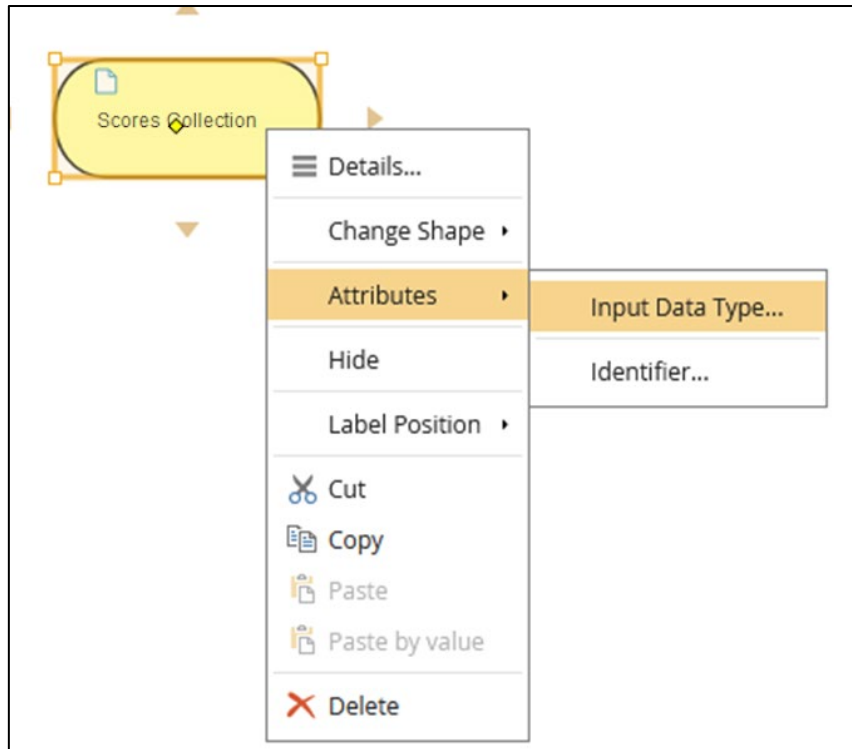 Scores Collection
Details...
Change Shape
Attributes
Input Data Type...
Hide
Identifier...
Label Position
Cut
Copy
Paste
Paste by value
Delete